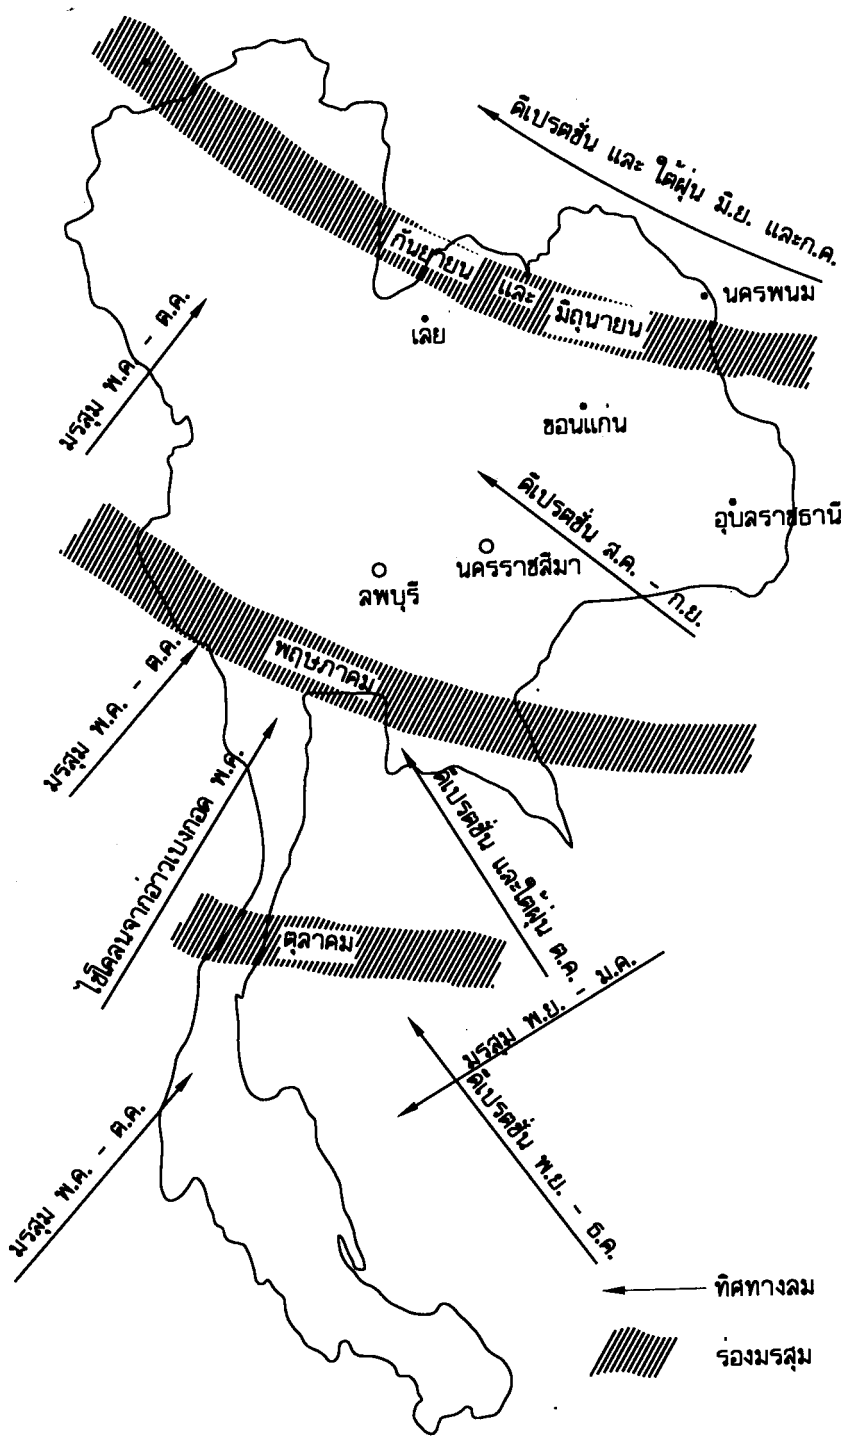 ดีเปรตชั่น และ ใต้ฝุ่น มิ.ย. และก.ค.
กันยายน และ มิถุนายน
นครพนม
เลย
มรสุม พ.ค. - ต.ค.
ขอนแก่น
ดีเปรตชั่น ส.ค. - ก.ย.
อุบลราชธานี
นครราชสีมา
ลพบุรี
พฤษภาคม
มรสุม พ.ค. - ต.ค.
ไซโคลนจากอ่าวเบงกอด พ.ค.
ดีเปรตชั่น และใต้ฝุ่น ต.ค.
ตุลาคม
มรสุม พ.ย. - ม.ค.
ดีเปรตชั่น พ.ย. - ธ.ค.
มรสุม พ.ค. - ต.ค.
ทิศทางลม
ร่องมรสุม